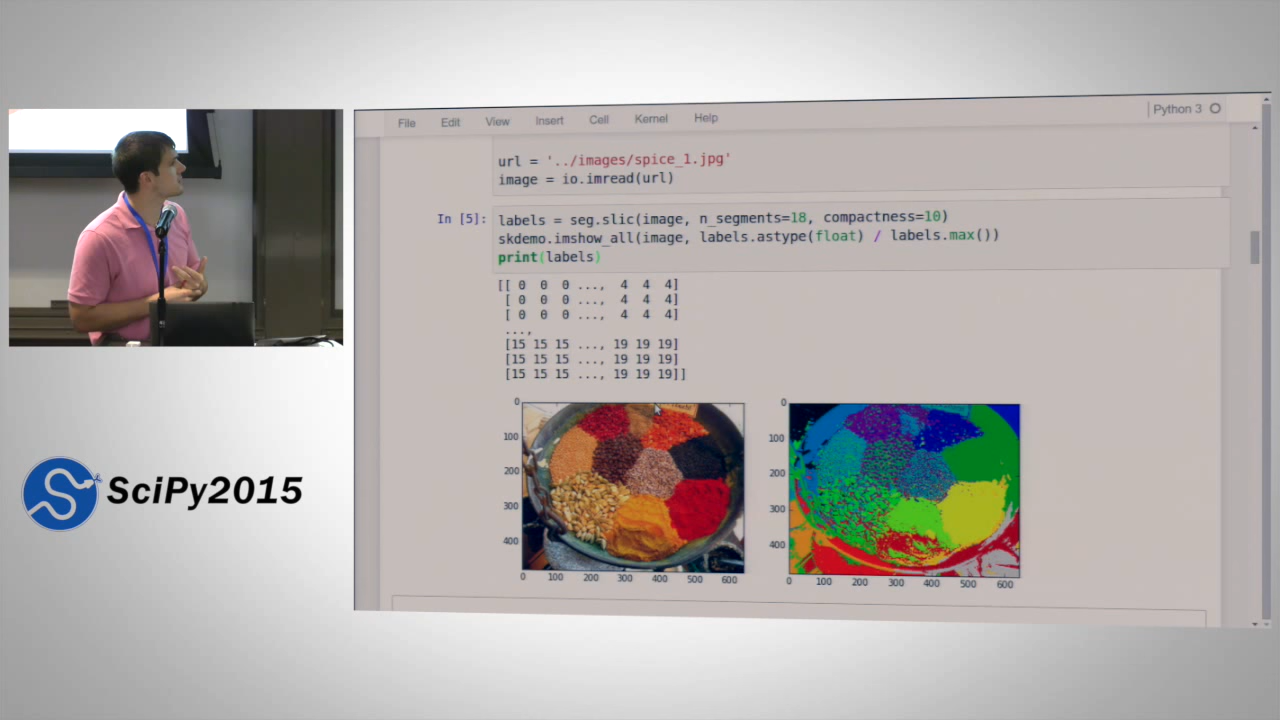 File Edit View Insert Cell Kernel Help
Python 3
url = '../images/spice_1.jpg'
image = io.imread(url)
In [5]:
labels = seg.slic(image, n_segments=18, compactness=10)
skdemo.imshow_all(image, labels.astype(float) / labels.max())
print(labels)
[[ 0 0 0 ..., 4 4 4]
[ 0 0 0 ..., 4 4 4]
[ 0 0 0 ..., 4 4 4]
...,
[15 15 15 ..., 19 19 19]
[15 15 15 ..., 19 19 19]
[15 15 15 ..., 19 19 19]]
0
100
200
300
400
0 100 200 300 400 500 600
0
100
200
300
400
0 100 200 300 400 500 600
SciPy2015